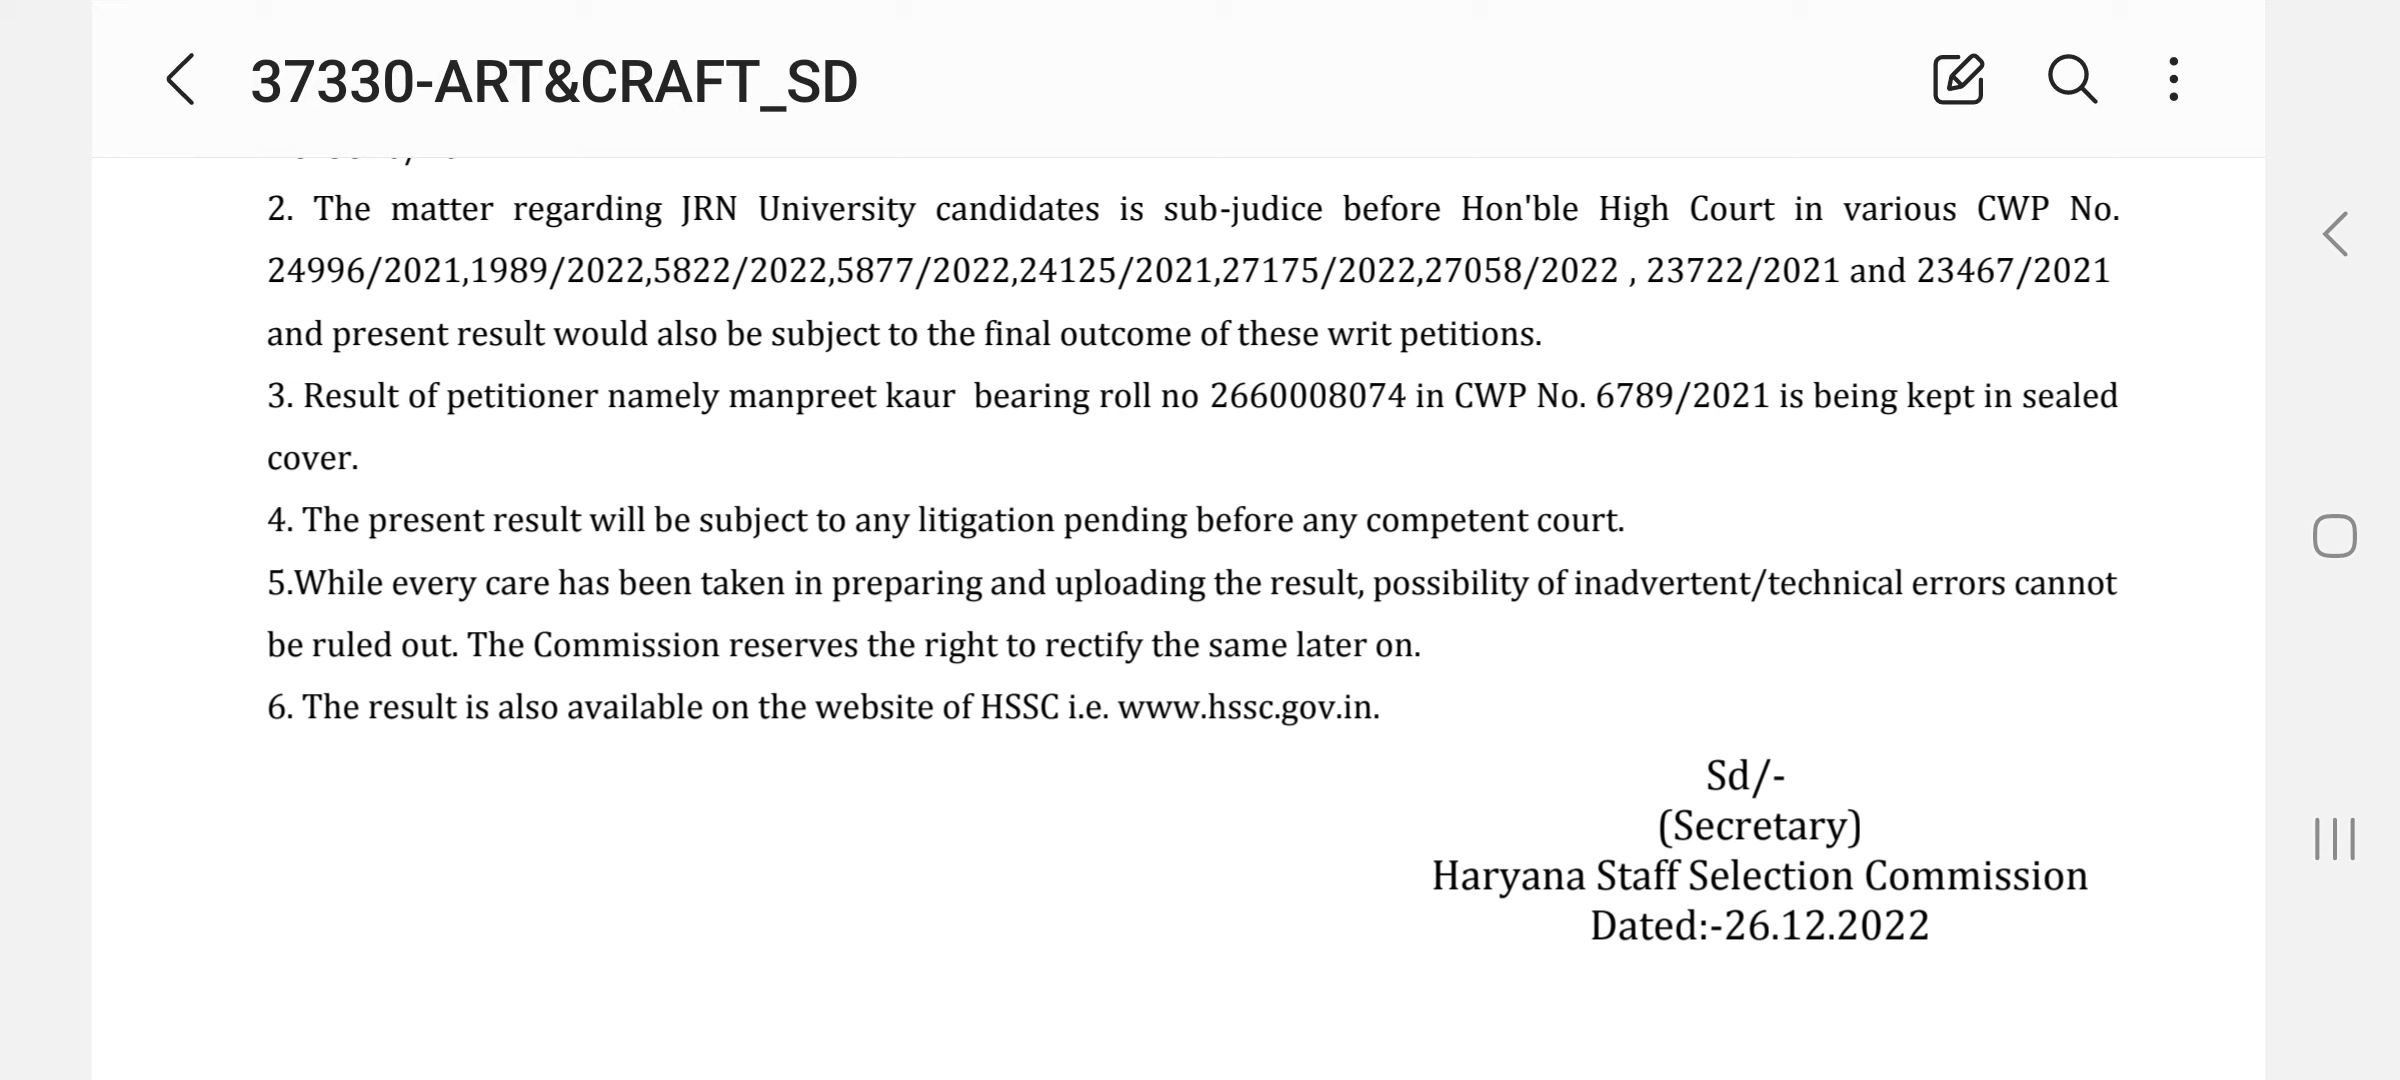 37330-ART&CRAFT_SD
2. The matter regarding JRN University candidates is sub-judice before Hon'ble High Court in various CWP No.
24996/2021,1989/2022,5822/2022,5877/2022,24125/2021,27175/2022,27058/2022 , 23722/2021 and 23467/2021
and present result would also be subject to the final outcome of these writ petitions.
3. Result of petitioner namely manpreet kaur  bearing roll no 2660008074 in CWP No. 6789/2021 is being kept in sealed
cover.
4. The present result will be subject to any litigation pending before any competent court.
5.While every care has been taken in preparing and uploading the result, possibility of inadvertent/technical errors cannot
be ruled out. The Commission reserves the right to rectify the same later on.
6. The result is also available on the website of HSSC i.e. www.hssc.gov.in.
Sd/-
(Secretary)
Haryana Staff Selection Commission
Dated:-26.12.2022